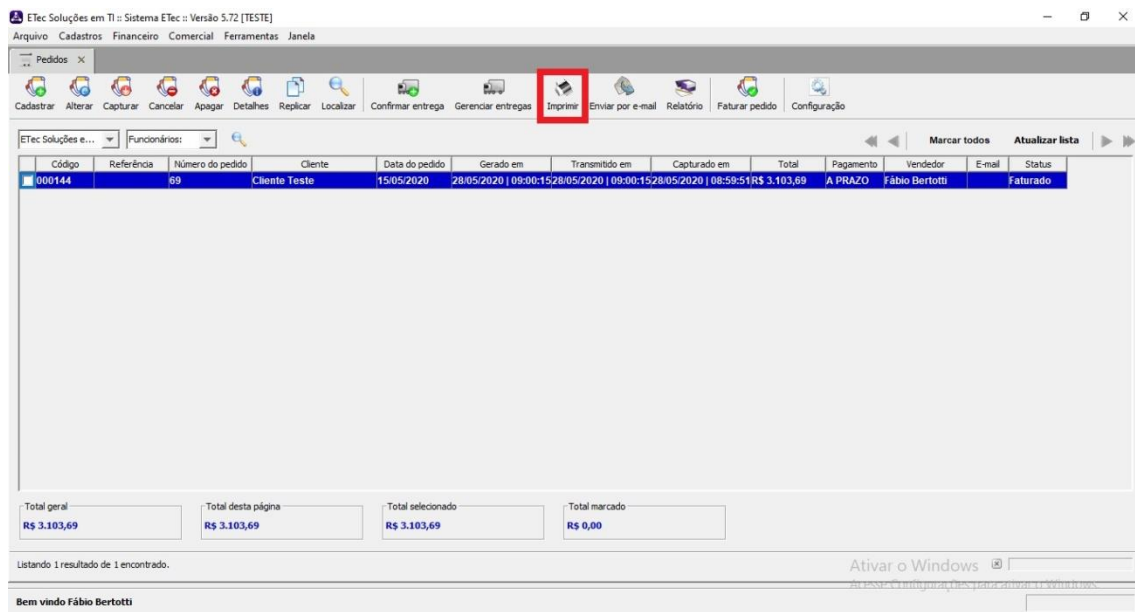 ETec Soluções em TI :: Sistema ETec :: Versão 5.72 [TESTE]
Arquivo Cadastros Financeiro Comercial Ferramentas Janela
Pedidos
Cadastrar Alterar Capturar Cancelar Apagar Detalhes Replicar Localizar Confirmar entrega Gerenciar entregas Imprimir Enviar por e-mail Relatório Faturar pedido Configuração
ETec Soluções e... Funcionários: Marcar todos Atualizar lista
Código Referência Número do pedido Cliente Data do pedido Gerado em Transmitido em Capturado em Total Pagamento Vendedor E-mail Status
000144 69 Cliente Teste 15/05/2020 28/05/2020 | 09:00:15 28/05/2020 | 09:00:15 28/05/2020 | 08:59:51 R$ 3.103,69 A PRAZO Fábio Bertotti Faturado
Total geral Total desta página Total selecionado Total marcado
R$ 3.103,69 R$ 3.103,69 R$ 3.103,69 R$ 0,00
Listando 1 resultado de 1 encontrado.
Ativar o Windows
Acesse Configurações para ativar o Windows.
Bem vindo Fábio Bertotti